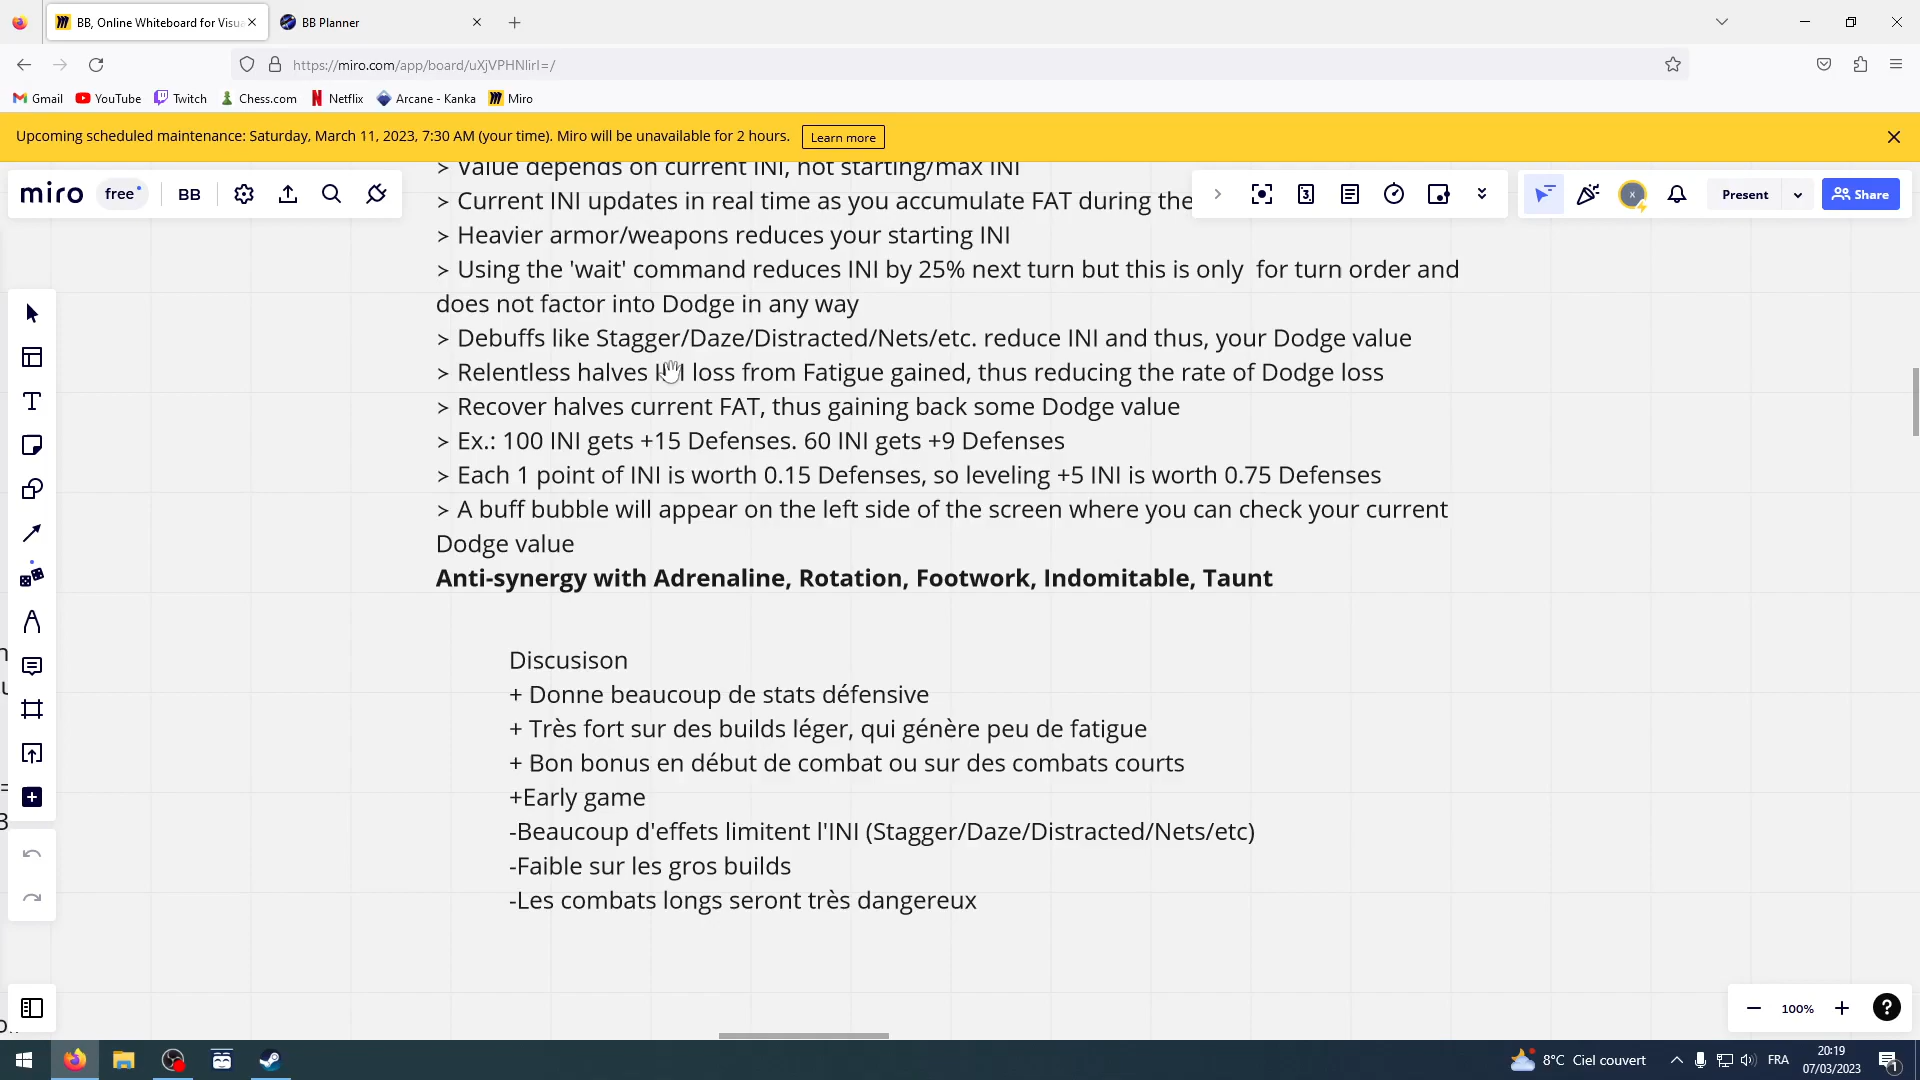 BB, Online Whiteboard for Visua
BB Planner
https://miro.com/app/board/uXjVPHNlirI=/
Gmail
YouTube
Twitch
Chess.com
Netflix
Arcane - Kanka
Miro
Upcoming scheduled maintenance: Saturday, March 11, 2023, 7:30 AM (your time). Miro will be unavailable for 2 hours.
Learn more
miro
free
BB
Present
Share
> Value depends on current INI, not starting/max INI
> Current INI updates in real time as you accumulate FAT during the
> Heavier armor/weapons reduces your starting INI
> Using the 'wait' command reduces INI by 25% next turn but this is only  for turn order and
does not factor into Dodge in any way
> Debuffs like Stagger/Daze/Distracted/Nets/etc. reduce INI and thus, your Dodge value
> Relentless halves INI loss from Fatigue gained, thus reducing the rate of Dodge loss
> Recover halves current FAT, thus gaining back some Dodge value
> Ex.: 100 INI gets +15 Defenses. 60 INI gets +9 Defenses
> Each 1 point of INI is worth 0.15 Defenses, so leveling +5 INI is worth 0.75 Defenses
> A buff bubble will appear on the left side of the screen where you can check your current
Dodge value
Anti-synergy with Adrenaline, Rotation, Footwork, Indomitable, Taunt
Discusison
+ Donne beaucoup de stats défensive
+ Très fort sur des builds léger, qui génère peu de fatigue
+ Bon bonus en début de combat ou sur des combats courts
+Early game
-Beaucoup d'effets limitent l'INI (Stagger/Daze/Distracted/Nets/etc)
-Faible sur les gros builds
-Les combats longs seront très dangereux
100%
8°C Ciel couvert
FRA
20:19
07/03/2023